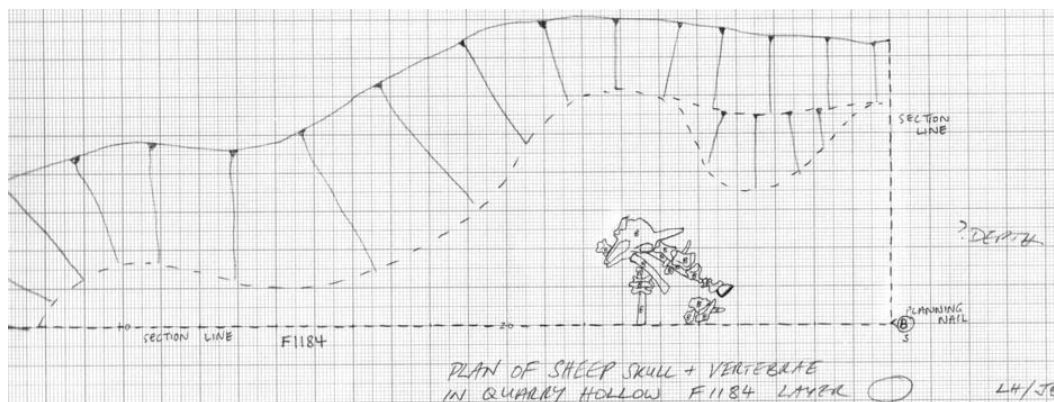 SECTION
LINE
? DEPTH
10
20
PLANNING
NAIL
B
S
SECTION LINE
F1184
PLAN OF SHEEP SKULL + VERTEBRAE
IN QUARRY HOLLOW F1184 LAYER